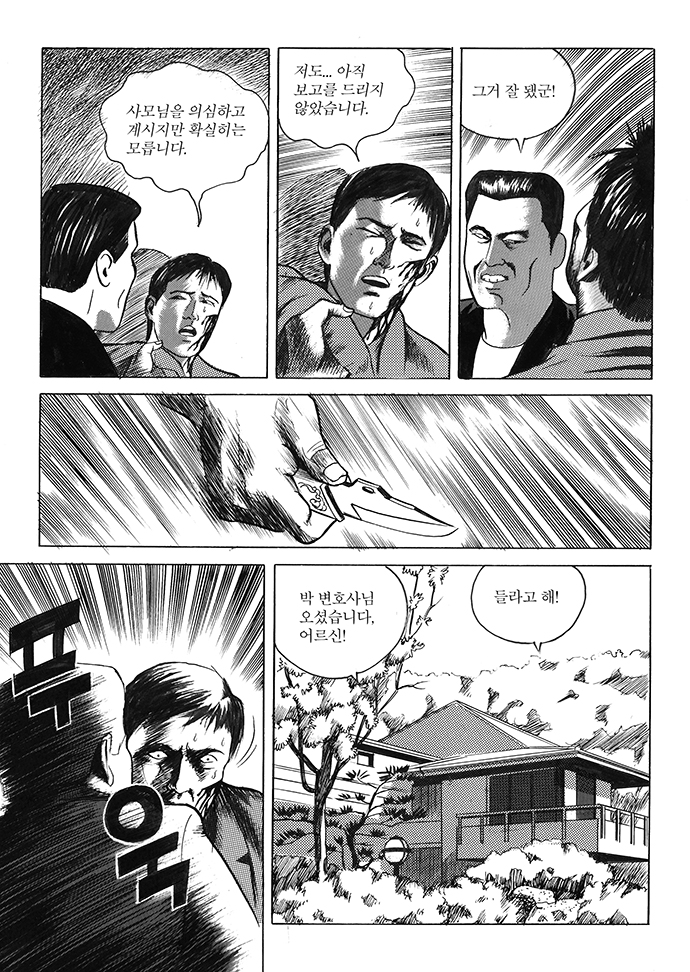 사모님을 의심하고
계시지만 확실히는
모릅니다.
저도... 아직
보고를 드리지
않았습니다.
그거 잘 됐군!
푸
욱
박 변호사님
오셨습니다,
어르신!
들라고 해!